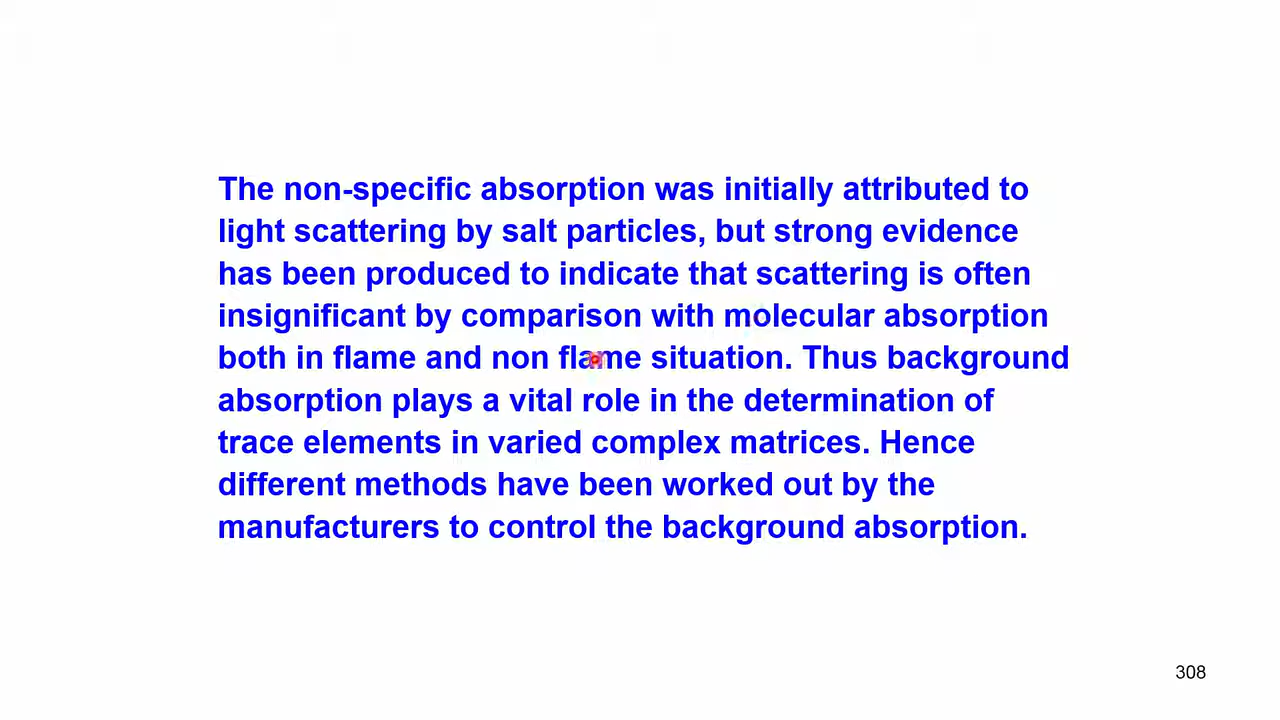 The non-specific absorption was initially attributed to
light scattering by salt particles, but strong evidence
has been produced to indicate that scattering is often
insignificant by comparison with molecular absorption
both in flame and non flame situation. Thus background
absorption plays a vital role in the determination of
trace elements in varied complex matrices. Hence
different methods have been worked out by the
manufacturers to control the background absorption.
308